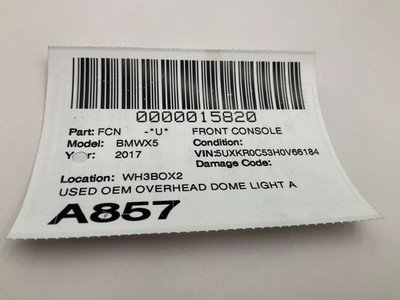 0000015820
Part: FCN -*U* FRONT CONSOLE
Model: BMWX5 Condition:
Year: 2017 VIN:5UXKR0C53H0V66184
Damage Code:
Location: WH3BOX2
USED OEM OVERHEAD DOME LIGHT A
A857